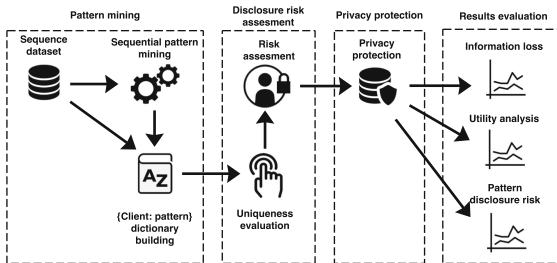 Pattern mining
Disclosure risk
assesment
Privacy protection
Results evaluation
Sequence
dataset
Sequential pattern
mining
AZ
{Client: pattern}
dictionary
building
Risk
assesment
Uniqueness
evaluation
Privacy
protection
Information loss
Utility analysis
Pattern
disclosure risk